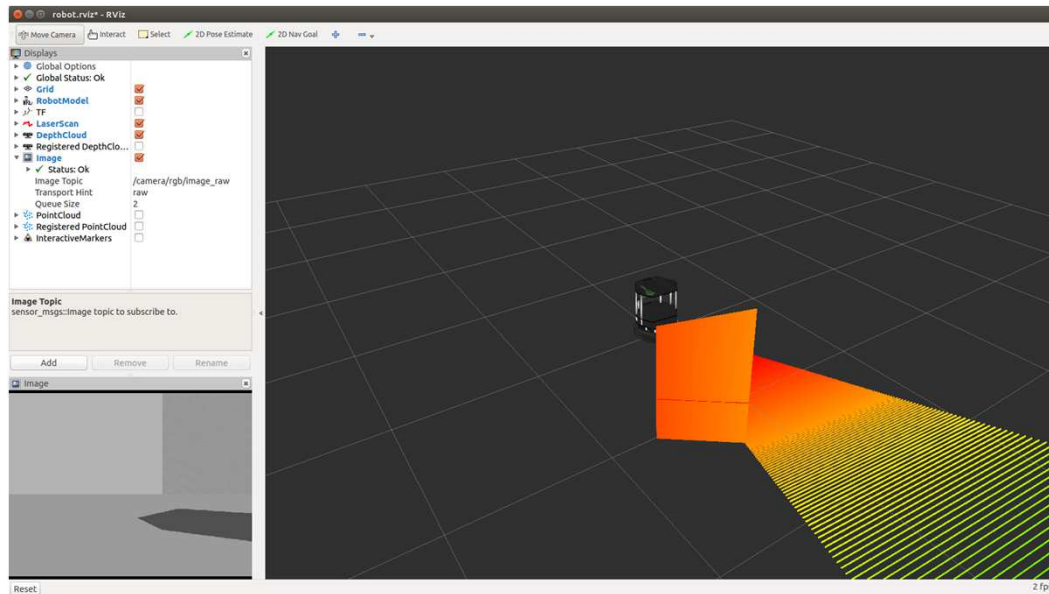 robot.rviz* - RViz
Move Camera Interact Select 2D Pose Estimate 2D Nav Goal
Displays
Global Options
Global Status: Ok
Grid
RobotModel
TF
LaserScan
DepthCloud
Registered DepthClo...
Image
Status: Ok
Image Topic /camera/rgb/image_raw
Transport Hint raw
Queue Size 2
PointCloud
Registered PointCloud
InteractiveMarkers
Image Topic
sensor_msgs::Image topic to subscribe to.
Add Remove Rename
Image
Reset 2 fp